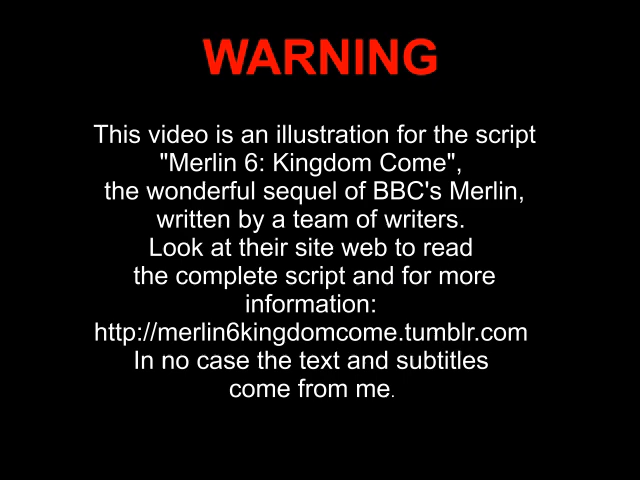 WARNING
This video is an illustration for the script
"Merlin 6: Kingdom Come",
the wonderful sequel of BBC's Merlin,
written by a team of writers.
Look at their site web to read
the complete script and for more
information:
http://merlin6kingdomcome.tumblr.com
In no case the text and subtitles
come from me.